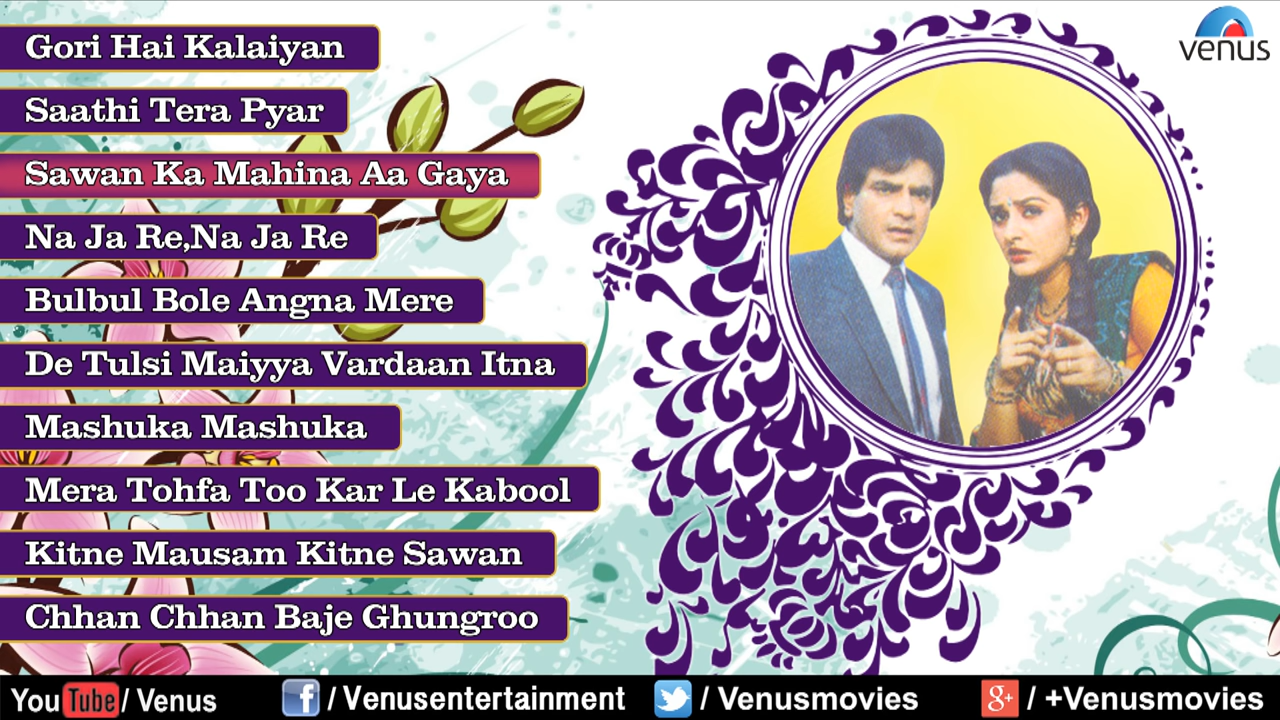 Gori Hai Kalaiyan
Saathi Tera Pyar
Sawan Ka Mahina Aa Gaya
Na Ja Re,Na Ja Re
Bulbul Bole Angna Mere
De Tulsi Maiyya Vardaan Itna
Mashuka Mashuka
Mera Tohfa Too Kar Le Kabool
Kitne Mausam Kitne Sawan
Chhan Chhan Baje Ghungroo
venus
YouTube / Venus
f / Venusentertainment
/ Venusmovies
g+ / +Venusmovies